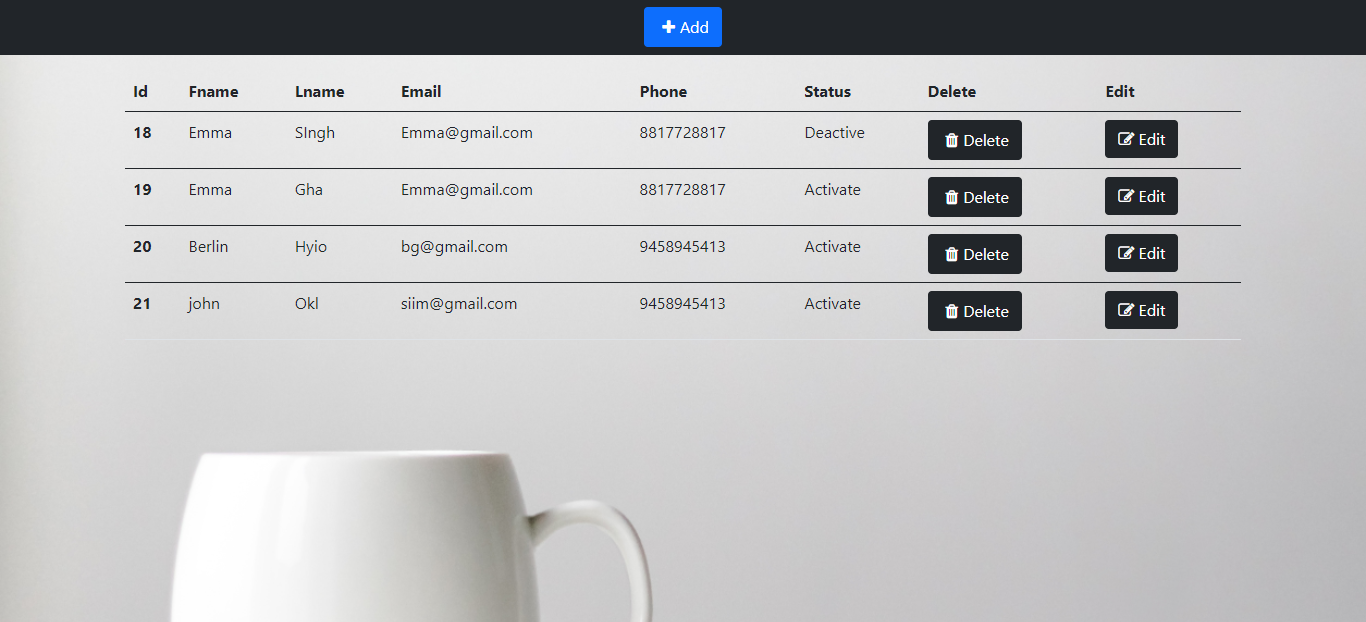 Add
Id Fname Lname Email Phone Status Delete Edit
18 Emma SIngh Emma@gmail.com 8817728817 Deactive Delete Edit
19 Emma Gha Emma@gmail.com 8817728817 Activate Delete Edit
20 Berlin Hyio bg@gmail.com 9458945413 Activate Delete Edit
21 john Okl siim@gmail.com 9458945413 Activate Delete Edit